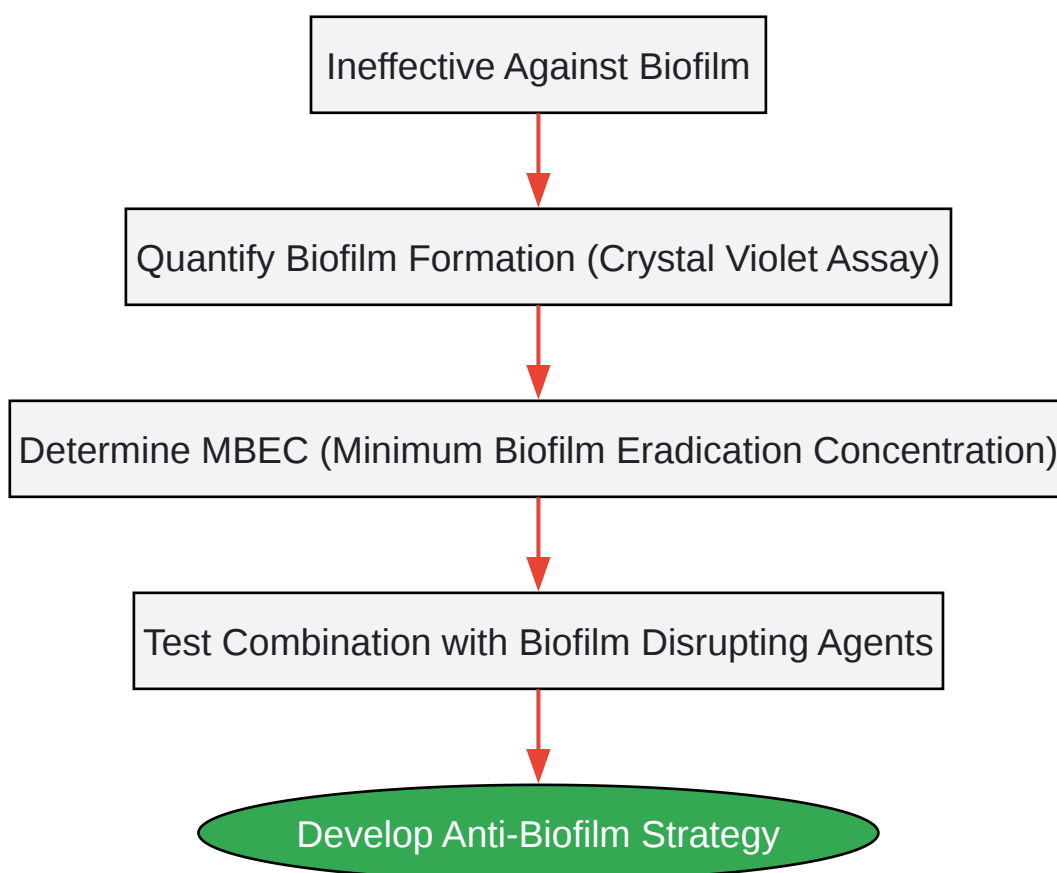 Ineffective Against Biofilm
Quantify Biofilm Formation (Crystal Violet Assay)
Determine MBEC (Minimum Biofilm Eradication Concentration)
Test Combination with Biofilm Disrupting Agents
Develop Anti-Biofilm Strategy